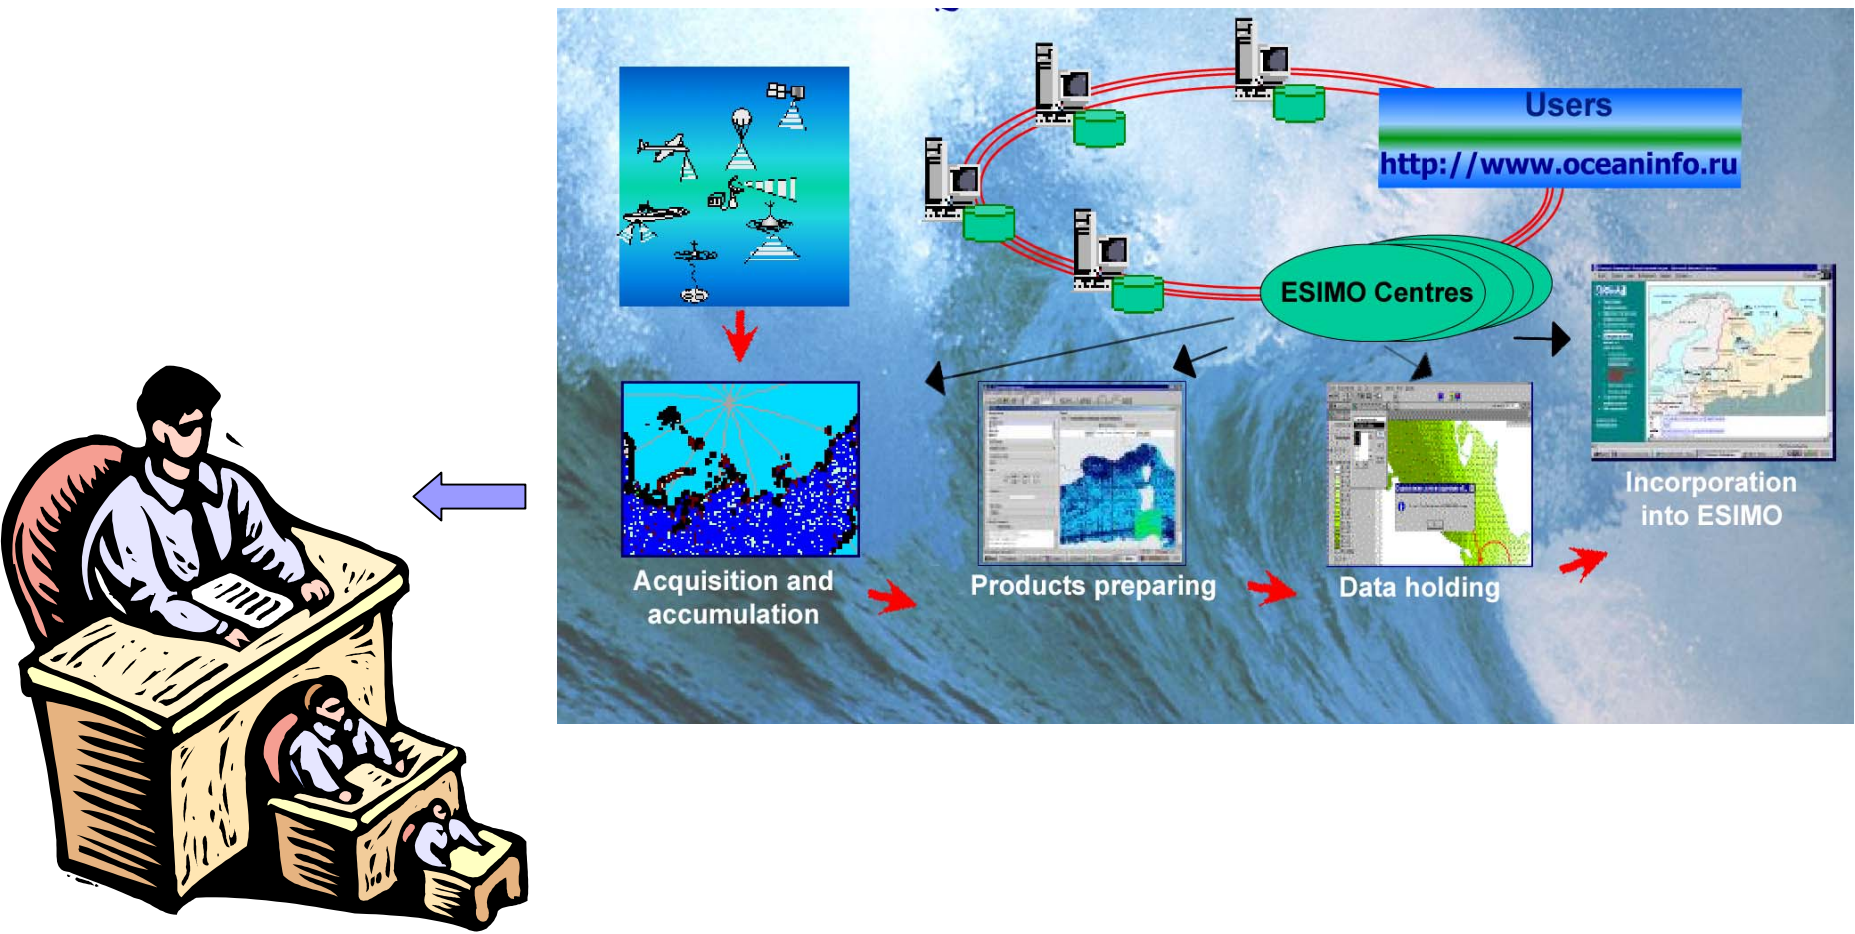 Users
http://www.oceaninfo.ru
ESIMO Centres
Incorporation
into ESIMO
Acquisition and
accumulation
Products preparing
Data holding